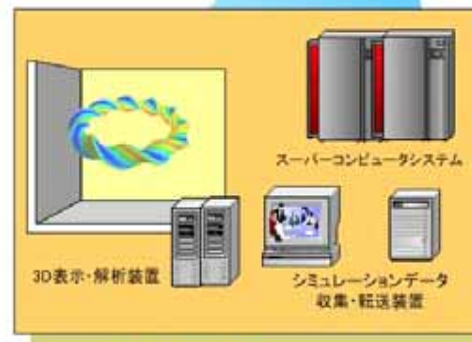 スーパーコンピュータシステム
3D表示・解析装置
シミュレーションデータ
収集・転送装置